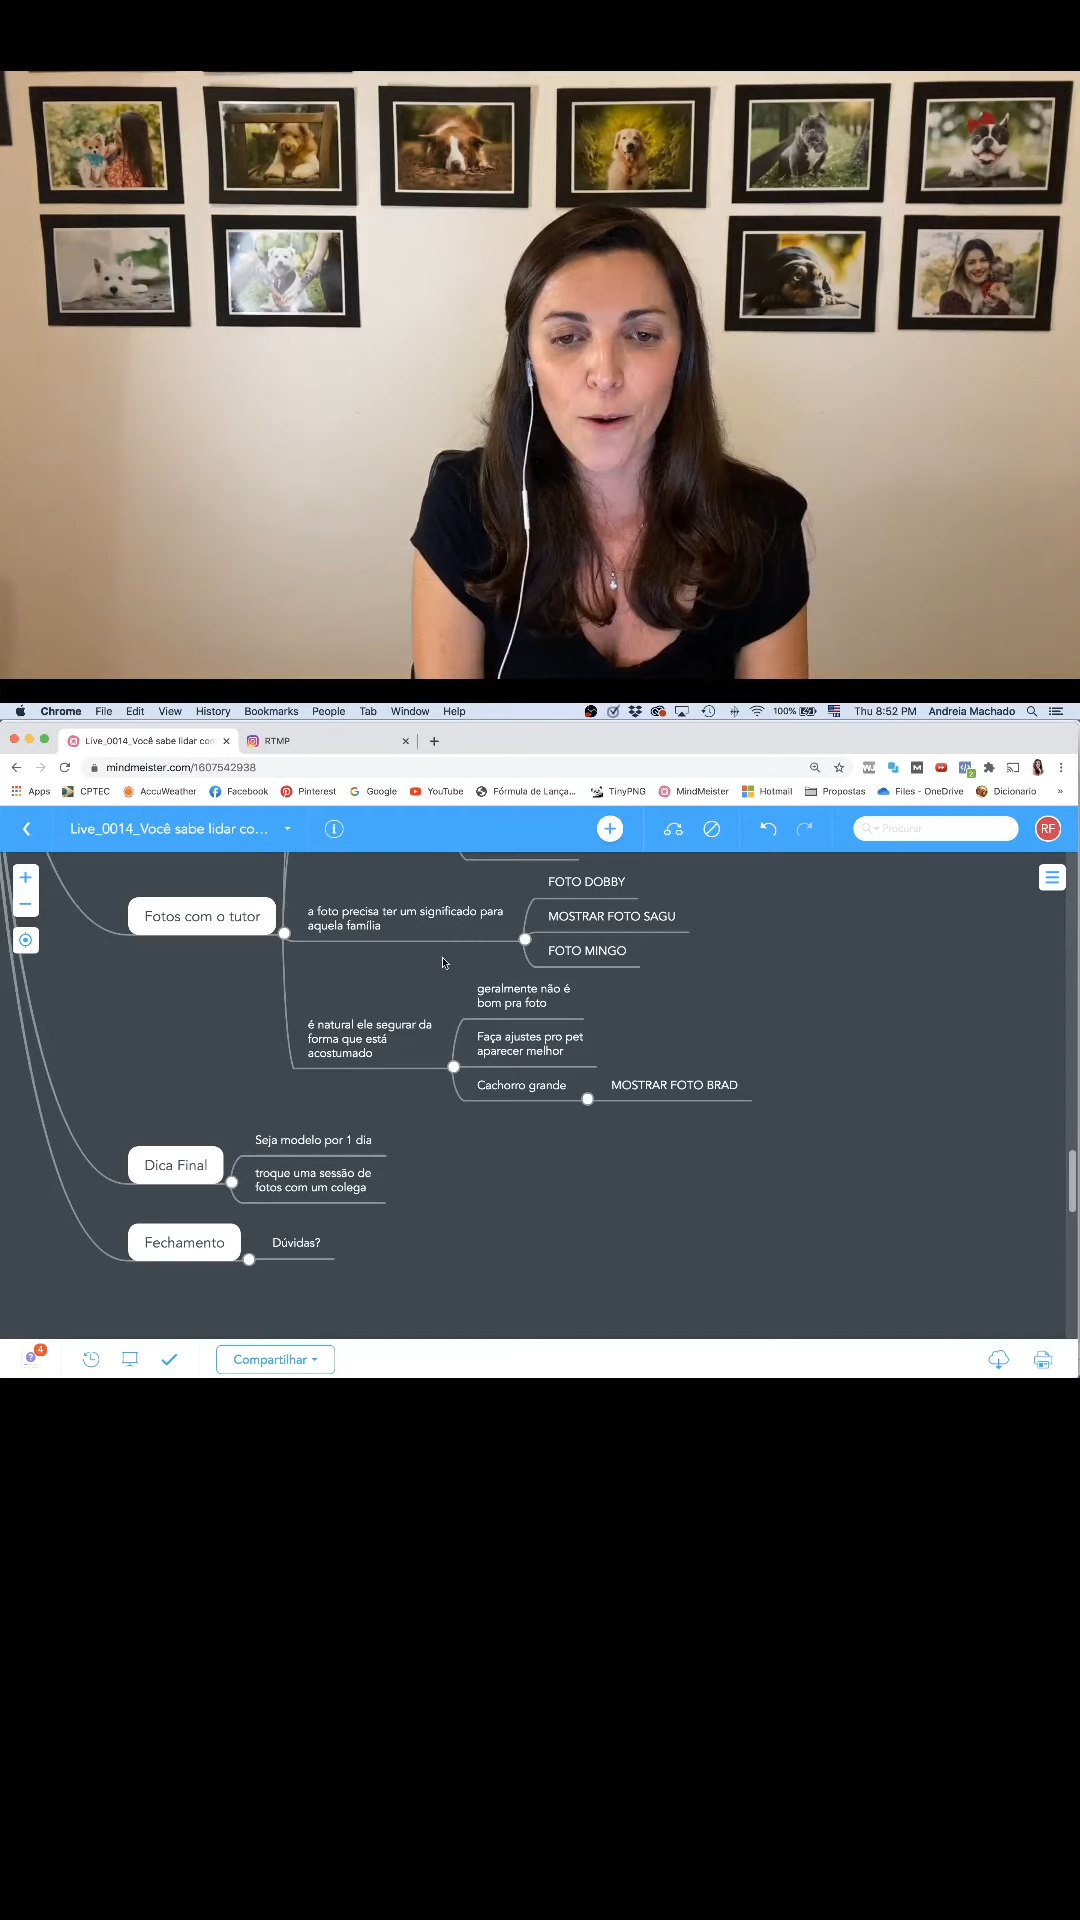 Chrome File Edit View History Bookmarks People Tab Window Help 100% Thu 8:52 PM Andreia Machado
Live_0014_Você sabe lidar com RTMP
mindmeister.com/1607542938
Apps CPTEC AccuWeather Facebook Pinterest Google YouTube Fórmula de Lança... TinyPNG MindMeister Hotmail Propostas Files - OneDrive Dicionario »
Live_0014_Você sabe lidar co... Procurar RF
FOTO DOBBY
Fotos com o tutor
a foto precisa ter um significado para
aquela família
MOSTRAR FOTO SAGU
FOTO MINGO
geralmente não é
bom pra foto
é natural ele segurar da
forma que está
acostumado
Faça ajustes pro pet
aparecer melhor
Cachorro grande
MOSTRAR FOTO BRAD
Dica Final
Seja modelo por 1 dia
troque uma sessão de
fotos com um colega
Fechamento
Dúvidas?
4
Compartilhar